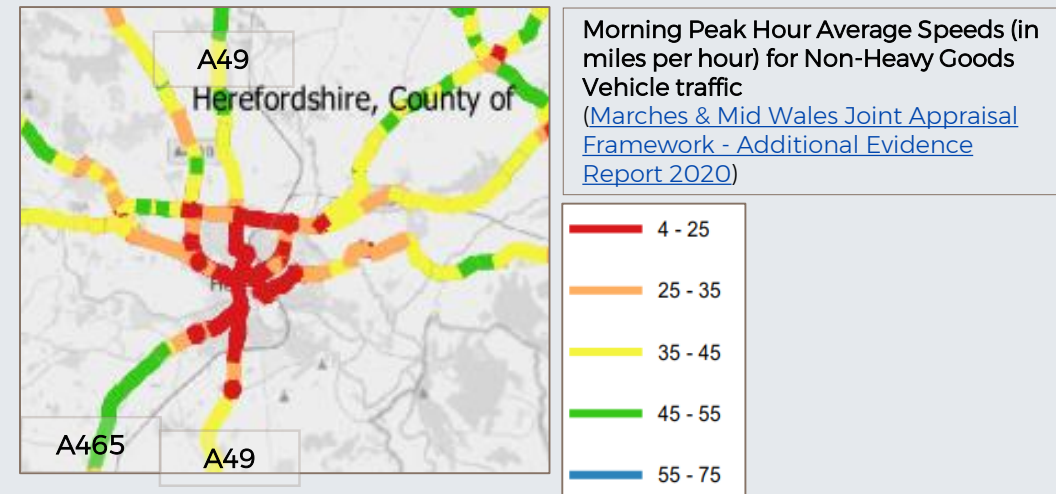 A49
Herefordshire, County of
A465
A49
Morning Peak Hour Average Speeds (in
miles per hour) for Non-Heavy Goods
Vehicle traffic
(Marches & Mid Wales Joint Appraisal
Framework - Additional Evidence
Report 2020)
4 - 25
25 - 35
35 - 45
45 - 55
55 - 75